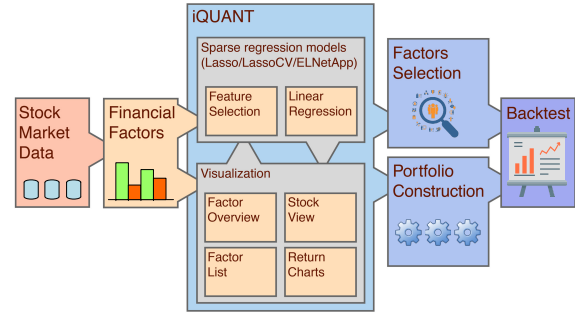 iQUANT
Sparse regression models
(Lasso/LassoCV/ELNetApp)
Feature
Selection
Linear
Regression
Factors
Selection
Stock
Market
Data
Financial
Factors
Backtest
Visualization
Factor
Overview
Stock
View
Factor
List
Return
Charts
Portfolio
Construction